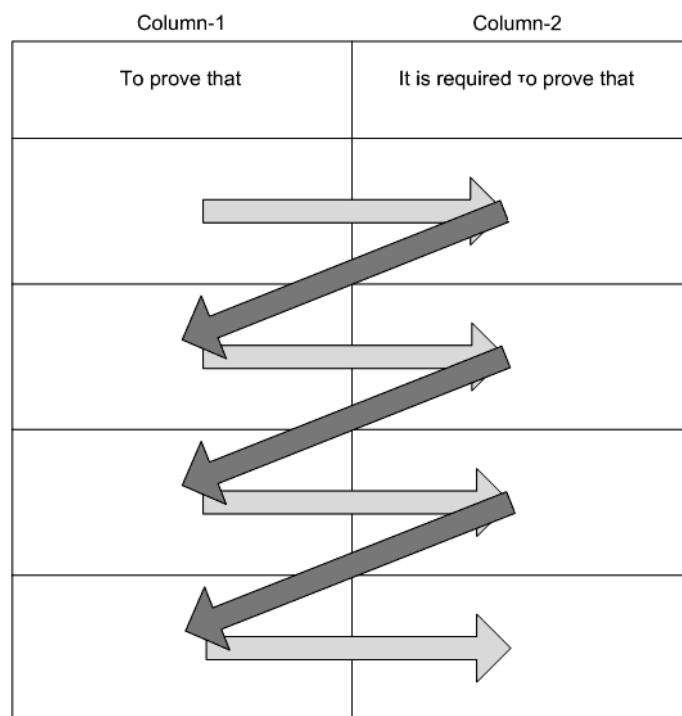 Column-1 Column-2
To prove that It is required To prove that